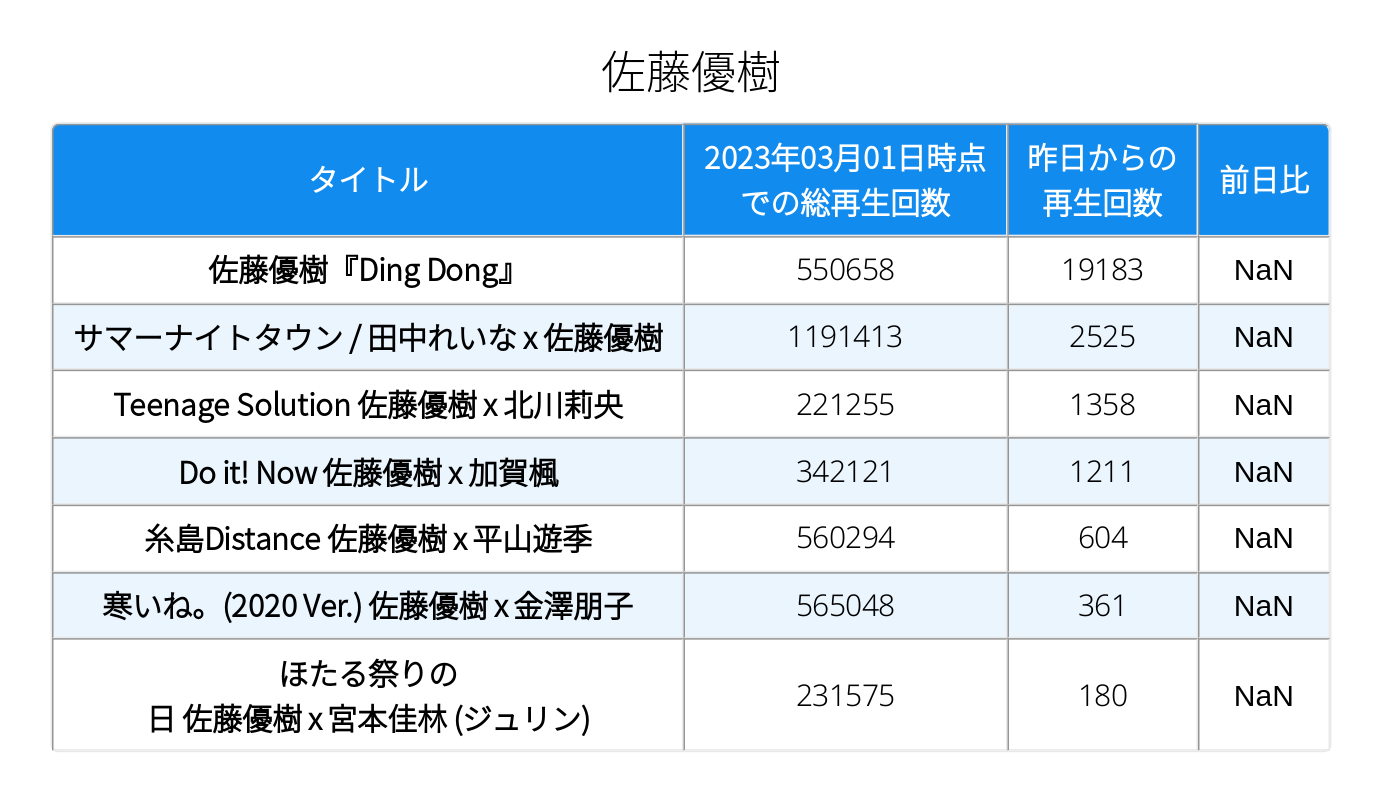 佐藤優樹
タイトル
2023年03月01日時点
での総再生回数
昨日からの
再生回数
前日比
佐藤優樹『Ding Dong』 550658 19183 NaN
サマーナイトタウン / 田中れいな x 佐藤優樹 1191413 2525 NaN
Teenage Solution 佐藤優樹 x 北川莉央 221255 1358 NaN
Do it! Now 佐藤優樹 x 加賀楓 342121 1211 NaN
糸島Distance 佐藤優樹 x 平山遊季 560294 604 NaN
寒いね。(2020 Ver.) 佐藤優樹 x 金澤朋子 565048 361 NaN
ほたる祭りの
日 佐藤優樹 x 宮本佳林 (ジュリン) 231575 180 NaN